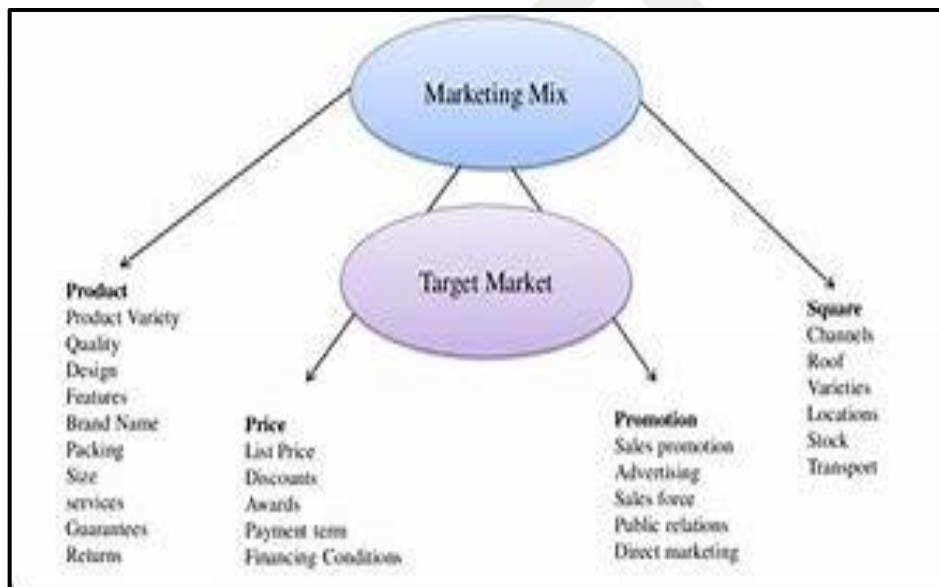 Marketing Mix
Target Market
Product
Product Variety
Quality
Design
Features
Brand Name
Packing
Size
services
Guarantees
Returns
Price
List Price
Discounts
Awards
Payment term
Financing Conditions
Promotion
Sales promotion
Advertising
Sales force
Public relations
Direct marketing
Square
Channels
Roof
Varieties
Locations
Stock
Transport